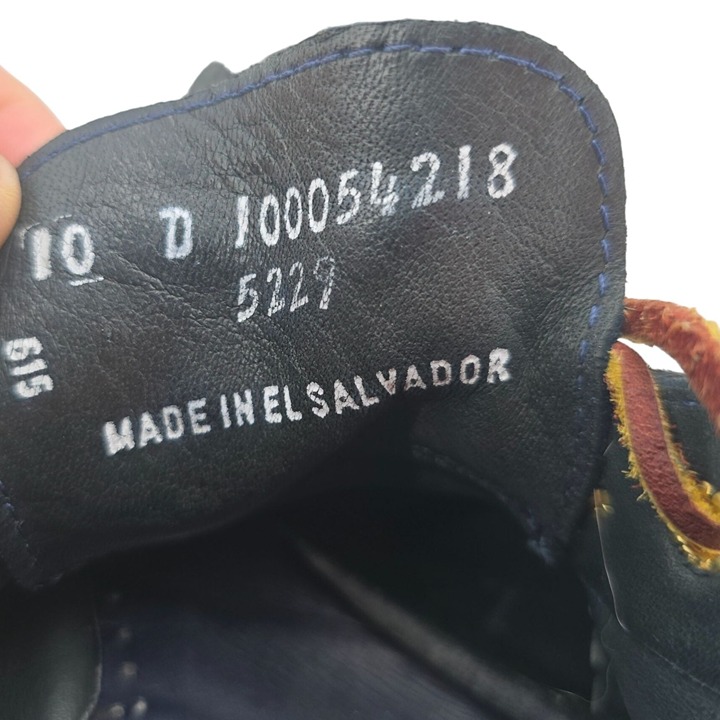 10 D 100054218
5229
615
MADE IN EL SALVADOR